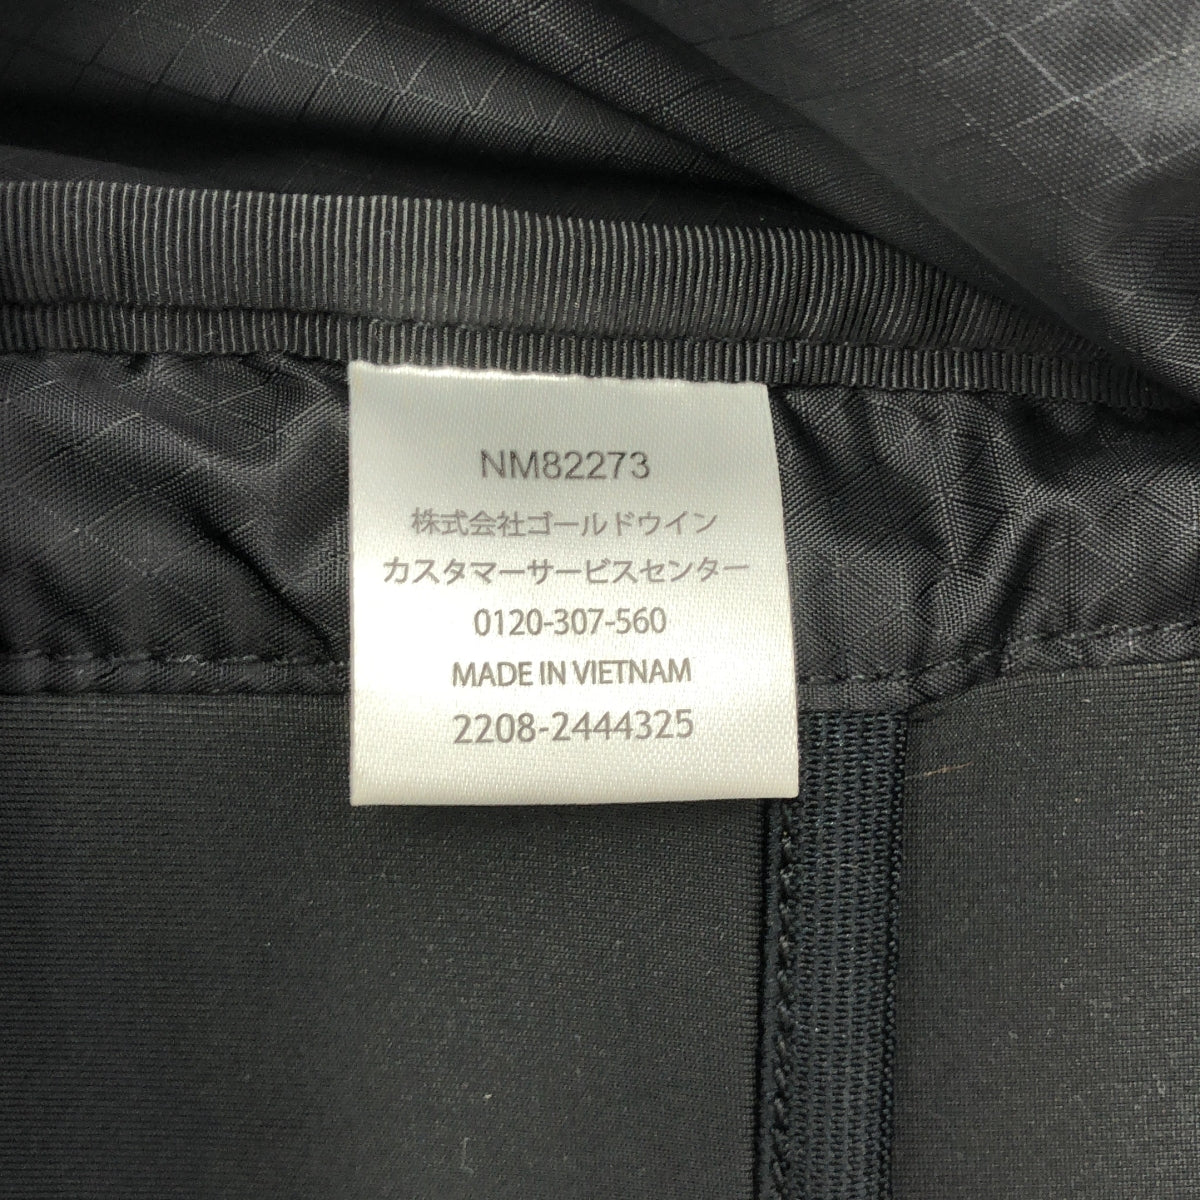 NM82273
株式会社ゴールドウイン
カスタマーサービスセンター
0120-307-560
MADE IN VIETNAM
2208-2444325